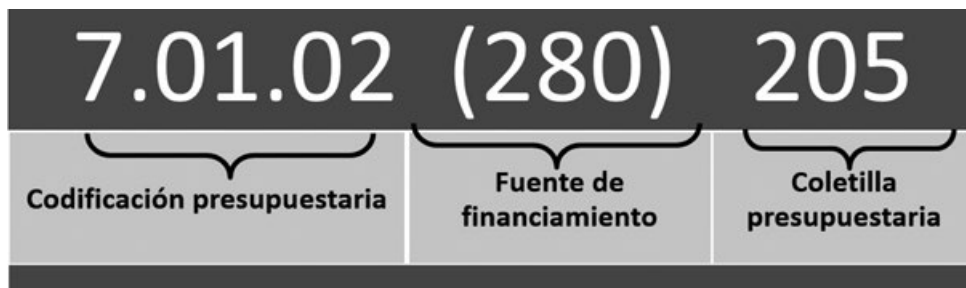 7.01.02 (280) 205
Codificación presupuestaria
Fuente de
financiamiento
Coletilla
presupuestaria